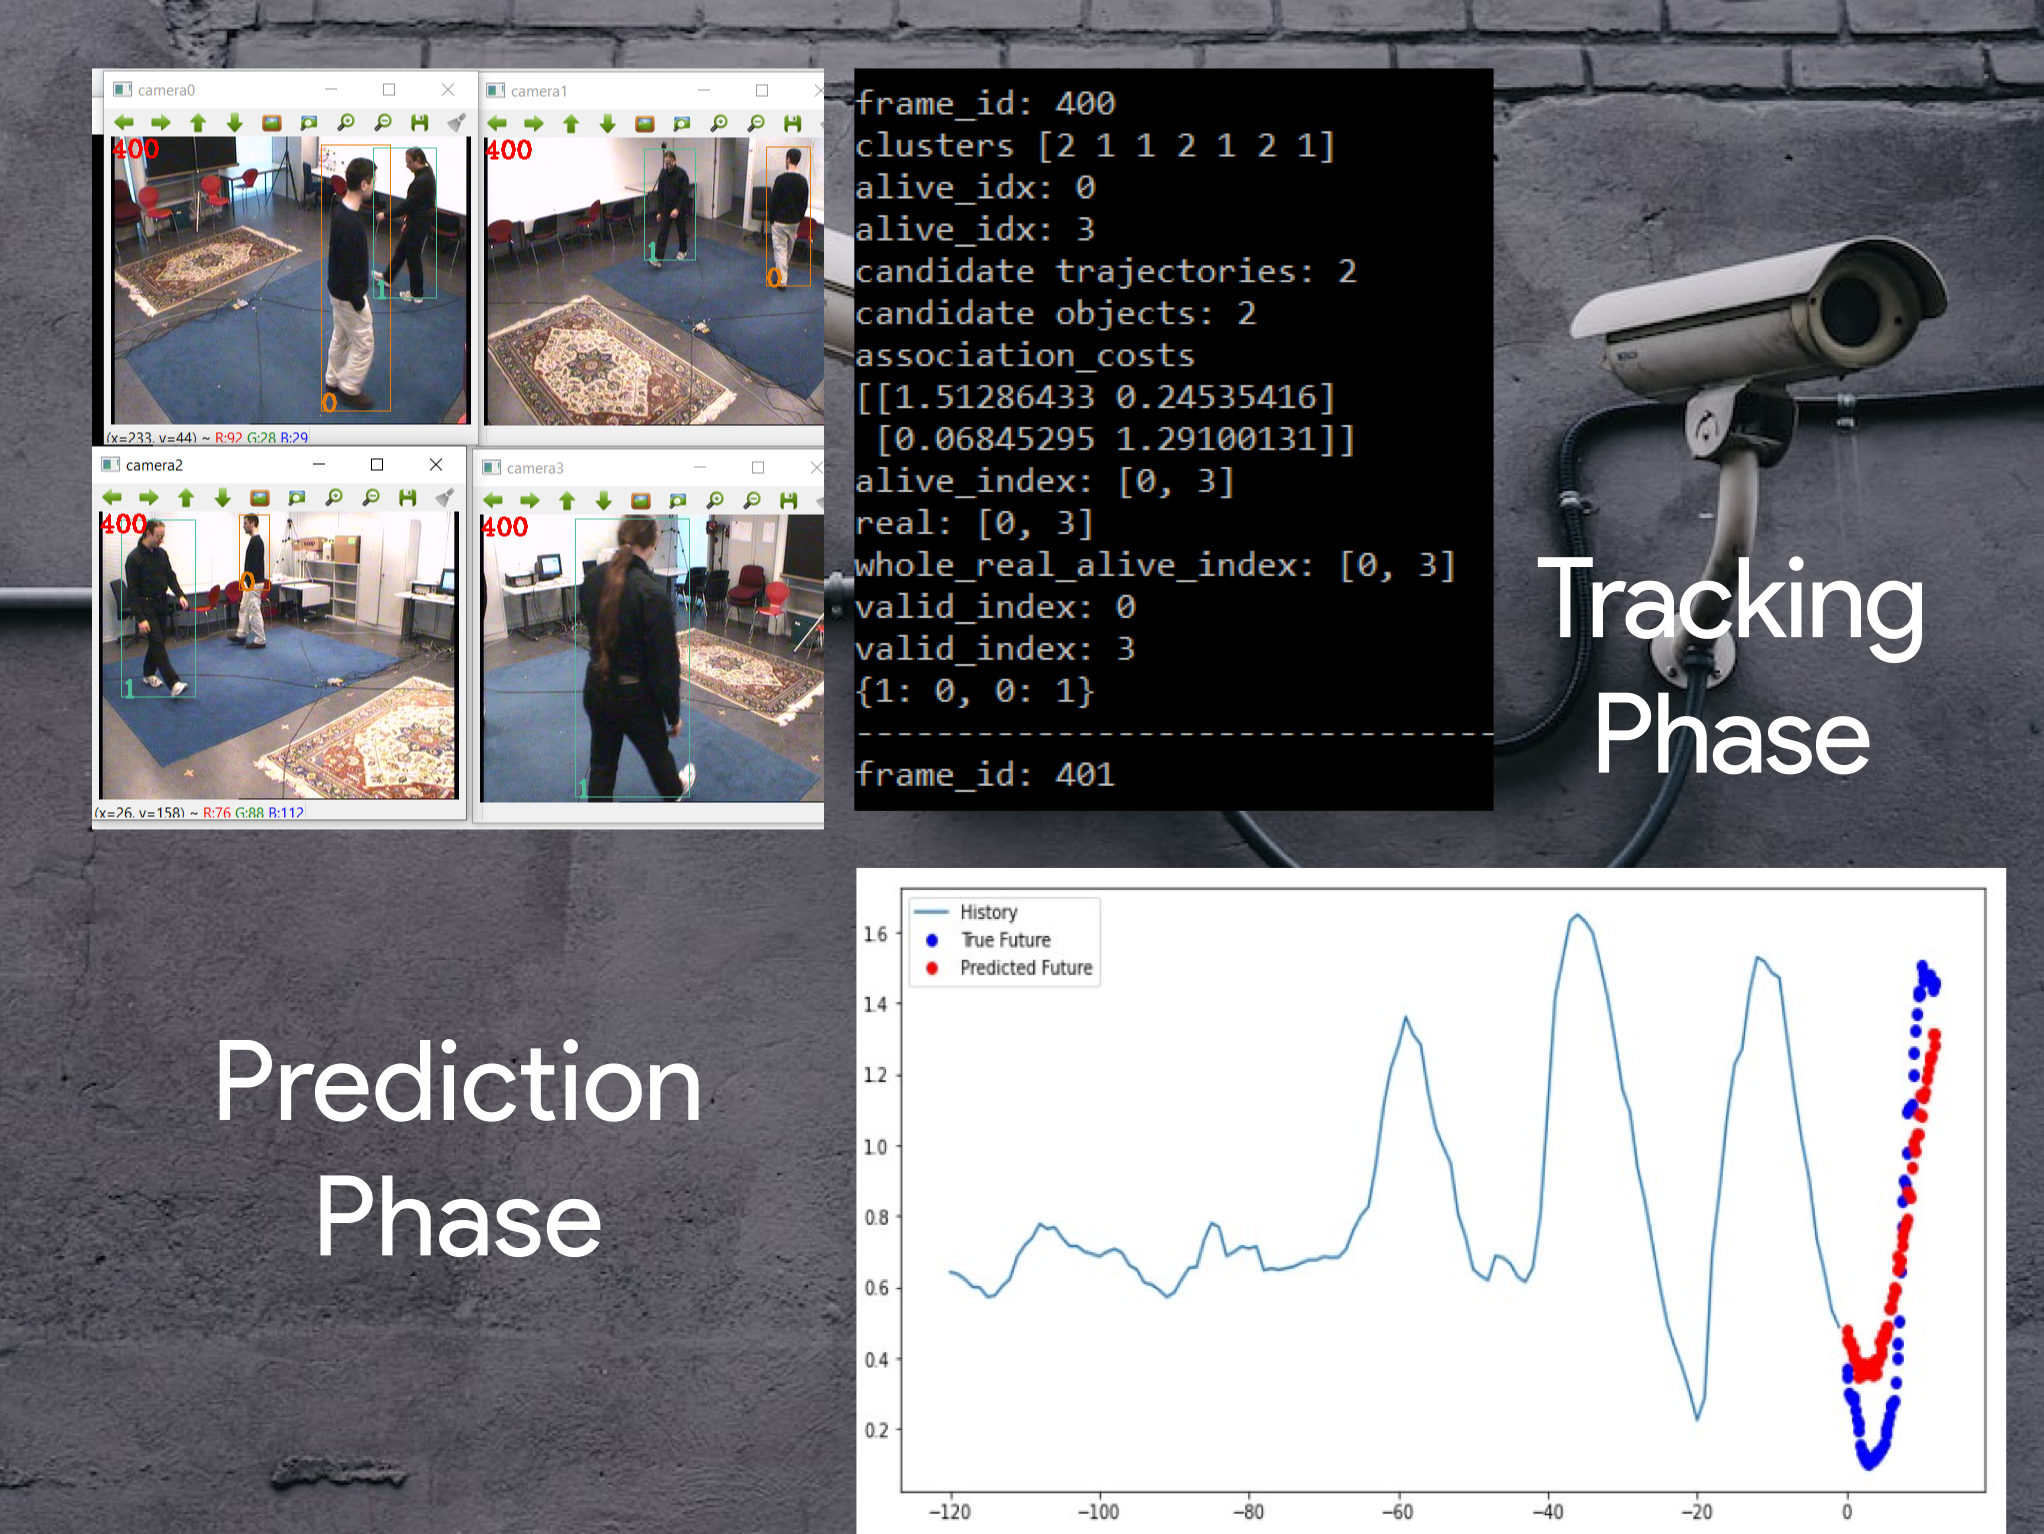 camera0
400
1
0
(x=233, y=44) ~ R:92 G:28 B:29
camera1
400
1
0
camera2
400
0
1
(x=26, y=158) ~ R:76 G:88 B:112
camera3
400
1
frame_id: 400
clusters [2 1 1 2 1 2 1]
alive_idx: 0
alive_idx: 3
candidate trajectories: 2
candidate objects: 2
association_costs
[[1.51286433 0.24535416]
[0.06845295 1.29100131]]
alive_index: [0, 3]
real: [0, 3]
whole_real_alive_index: [0, 3]
valid_index: 0
valid_index: 3
{1: 0, 0: 1}
--------------------------------
frame_id: 401
Tracking
Phase
Prediction
Phase
History
True Future
Predicted Future
1.6
1.4
1.2
1.0
0.8
0.6
0.4
0.2
−120 −100 −80 −60 −40 −20 0